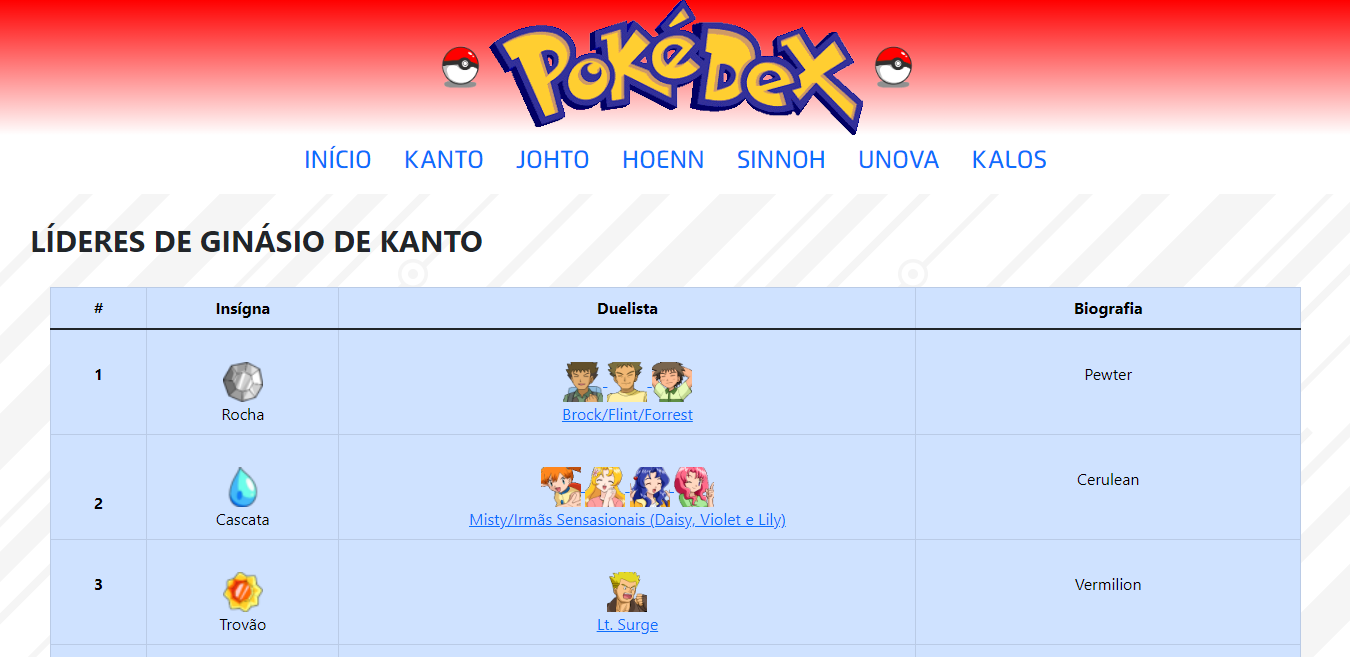 PoKéDex
INÍCIO KANTO JOHTO HOENN SINNOH UNOVA KALOS
LÍDERES DE GINÁSIO DE KANTO
# Insígna Duelista Biografia
1 Rocha Brock/Flint/Forrest Pewter
2 Cascata Misty/Irmãs Sensasionais (Daisy, Violet e Lily) Cerulean
3 Trovão Lt. Surge Vermilion